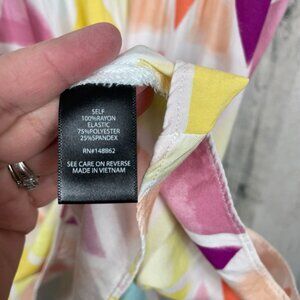 SELF
100%RAYON
ELASTIC
75%POLYESTER
25%SPANDEX
RN#148862
SEE CARE ON REVERSE
MADE IN VIETNAM